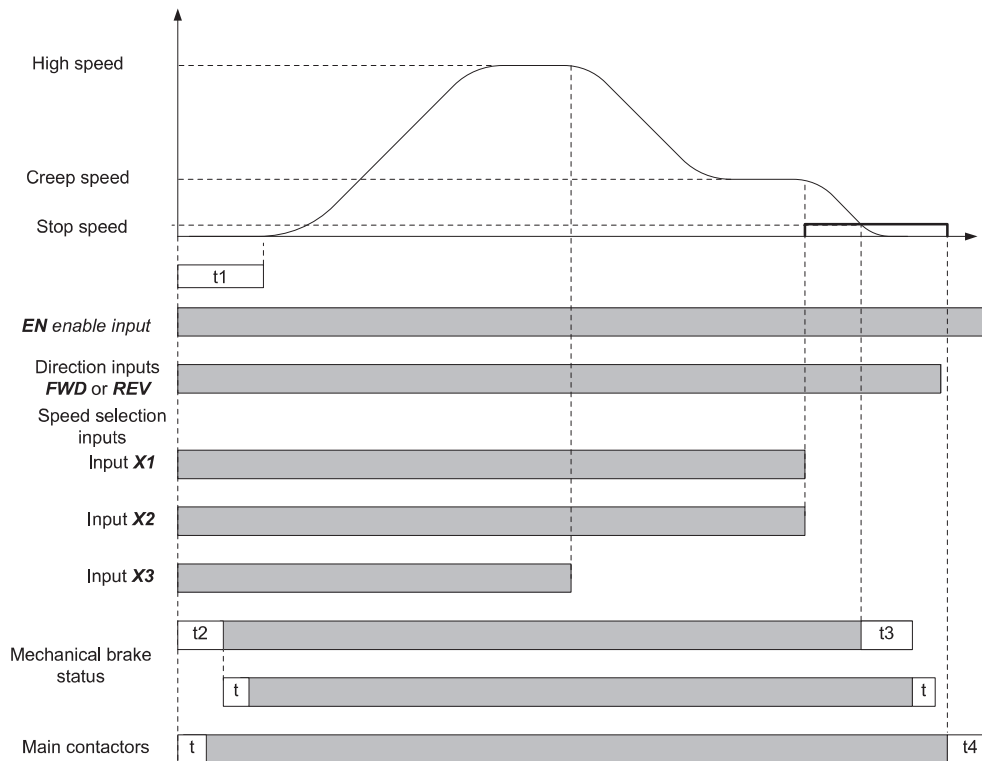 High speed
Creep speed
Stop speed
t1
EN enable input
Direction inputs
FWD or REV
Speed selection
inputs
Input X1
Input X2
Input X3
t2
t3
Mechanical brake
status
t
t
Main contactors
t
t4